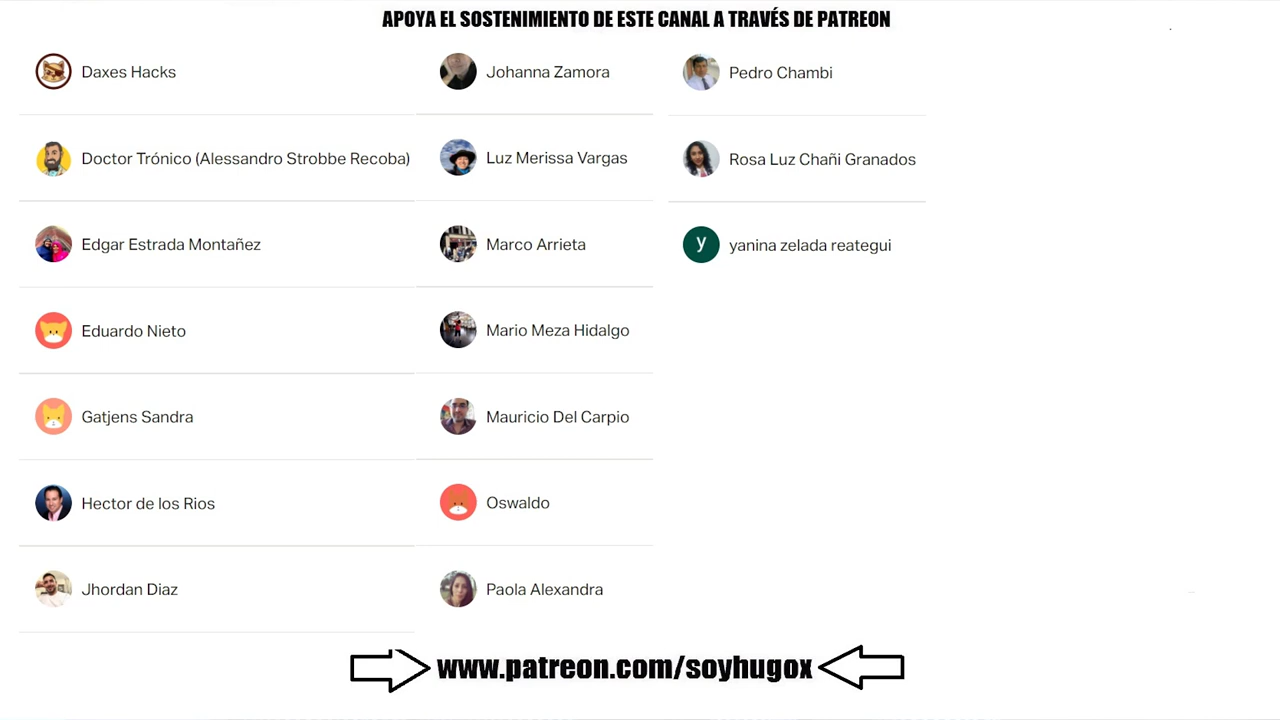 APOYA EL SOSTENIMIENTO DE ESTE CANAL A TRAVÉS DE PATREON
Daxes Hacks
Doctor Trónico (Alessandro Strobbe Recoba)
Edgar Estrada Montañez
Eduardo Nieto
Gatjens Sandra
Hector de los Rios
Jhordan Diaz
Johanna Zamora
Luz Merissa Vargas
Marco Arrieta
Mario Meza Hidalgo
Mauricio Del Carpio
Oswaldo
Paola Alexandra
Pedro Chambi
Rosa Luz Chañi Granados
y
yanina zelada reategui
www.patreon.com/soyhugox